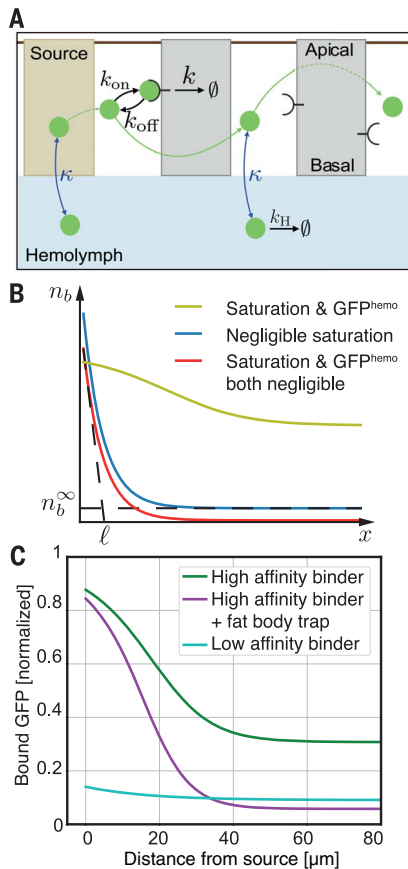 A
Source
Apical
k_on
k
∅
k_off
κ
κ
Basal
k_H
∅
Hemolymph
B
n_b
Saturation & GFP^hemo
Negligible saturation
Saturation & GFP^hemo
both negligible
n_b^∞
ℓ
x
C
Bound GFP [normalized]
1
0.8
0.6
0.4
0.2
0
High affinity binder
High affinity binder
+ fat body trap
Low affinity binder
0
20
40
60
80
Distance from source [μm]